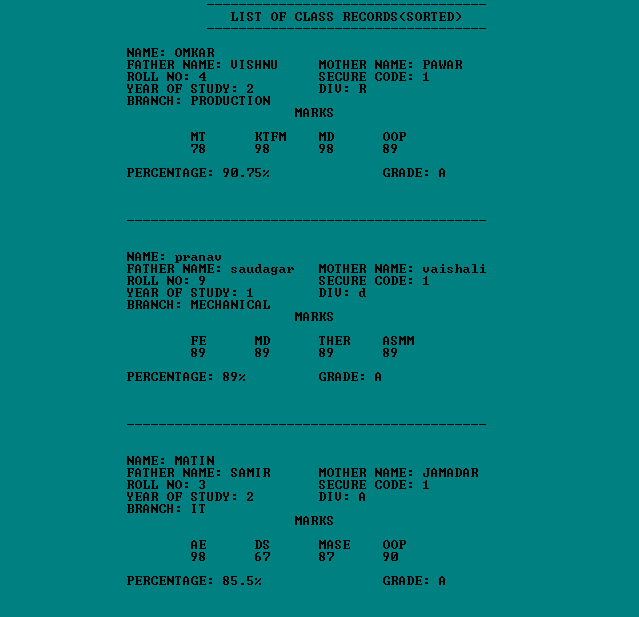 -----------------------------------
LIST OF CLASS RECORDS<SORTED>
-----------------------------------
NAME: OMKAR
FATHER NAME: VISHNU MOTHER NAME: PAWAR
ROLL NO: 4 SECURE CODE: 1
YEAR OF STUDY: 2 DIV: R
BRANCH: PRODUCTION
MARKS
MT KTFM MD OOP
78 98 98 89
PERCENTAGE: 90.75% GRADE: A
---------------------------------------------
NAME: pranav
FATHER NAME: saudagar MOTHER NAME: vaishali
ROLL NO: 9 SECURE CODE: 1
YEAR OF STUDY: 1 DIV: d
BRANCH: MECHANICAL
MARKS
FE MD THER ASMM
89 89 89 89
PERCENTAGE: 89% GRADE: A
---------------------------------------------
NAME: MATIN
FATHER NAME: SAMIR MOTHER NAME: JAMADAR
ROLL NO: 3 SECURE CODE: 1
YEAR OF STUDY: 2 DIV: A
BRANCH: IT
MARKS
AE DS MASE OOP
98 67 87 90
PERCENTAGE: 85.5% GRADE: A